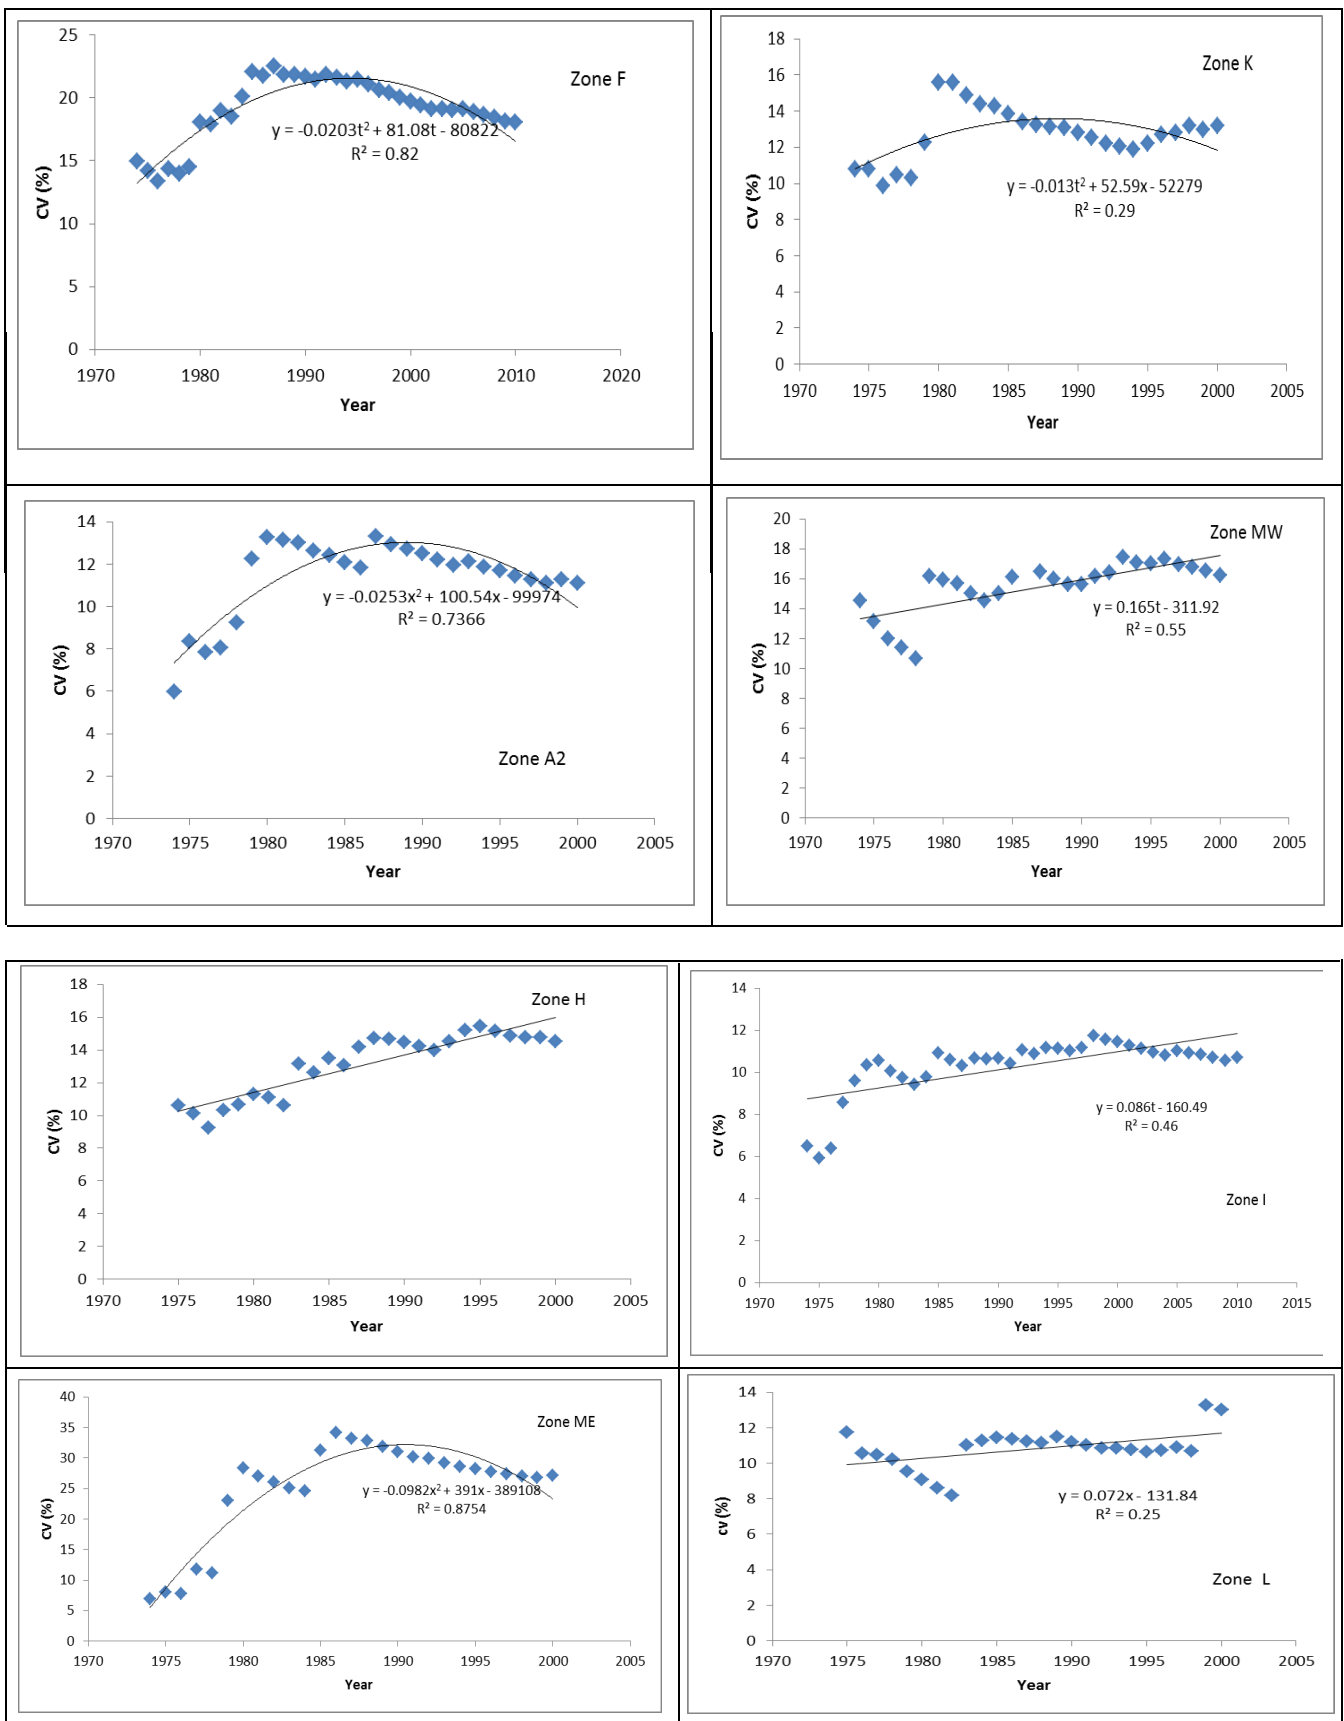 25
20
15
10
5
0
CV (%)
Zone F
y = -0.0203t² + 81.08t - 80822
R² = 0.82
1970 1980 1990 2000 2010 2020
Year
18
16
14
12
10
8
6
4
2
0
CV (%)
Zone K
y = -0.013t² + 52.59x - 52279
R² = 0.29
1970 1975 1980 1985 1990 1995 2000 2005
Year
14
12
10
8
6
4
2
0
CV (%)
y = -0.0253x² + 100.54x - 99974
R² = 0.7366
Zone A2
1970 1975 1980 1985 1990 1995 2000 2005
Year
20
18
16
14
12
10
8
6
4
2
0
CV (%)
Zone MW
y = 0.165t - 311.92
R² = 0.55
1970 1975 1980 1985 1990 1995 2000 2005
Year
18
16
14
12
10
8
6
4
2
0
CV (%)
Zone H
1970 1975 1980 1985 1990 1995 2000 2005
Year
14
12
10
8
6
4
2
0
CV (%)
y = 0.086t - 160.49
R² = 0.46
Zone I
1970 1975 1980 1985 1990 1995 2000 2005 2010 2015
Year
40
35
30
25
20
15
10
5
0
CV (%)
Zone ME
y = -0.0982x² + 391x - 389108
R² = 0.8754
1970 1975 1980 1985 1990 1995 2000 2005
Year
14
12
10
8
6
4
2
0
cv (%)
y = 0.072x - 131.84
R² = 0.25
Zone L
1970 1975 1980 1985 1990 1995 2000 2005
Year